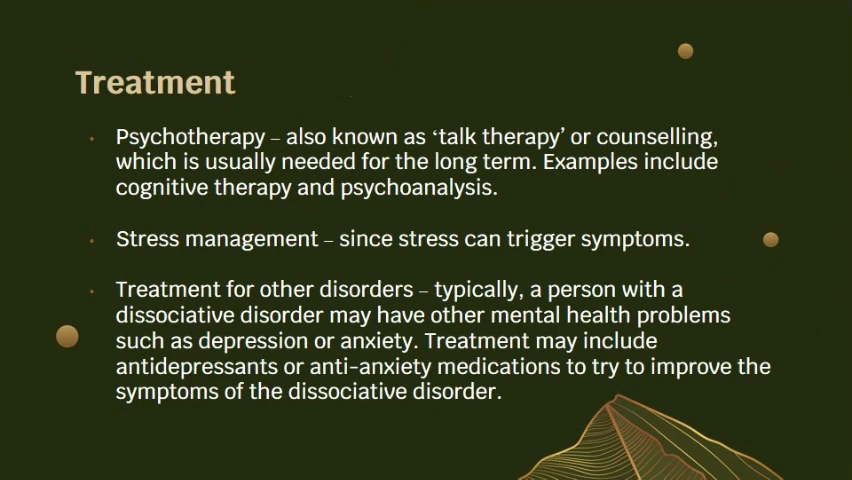 Treatment
Psychotherapy – also known as ‘talk therapy’ or counselling,
which is usually needed for the long term. Examples include
cognitive therapy and psychoanalysis.
Stress management – since stress can trigger symptoms.
Treatment for other disorders – typically, a person with a
dissociative disorder may have other mental health problems
such as depression or anxiety. Treatment may include
antidepressants or anti-anxiety medications to try to improve the
symptoms of the dissociative disorder.